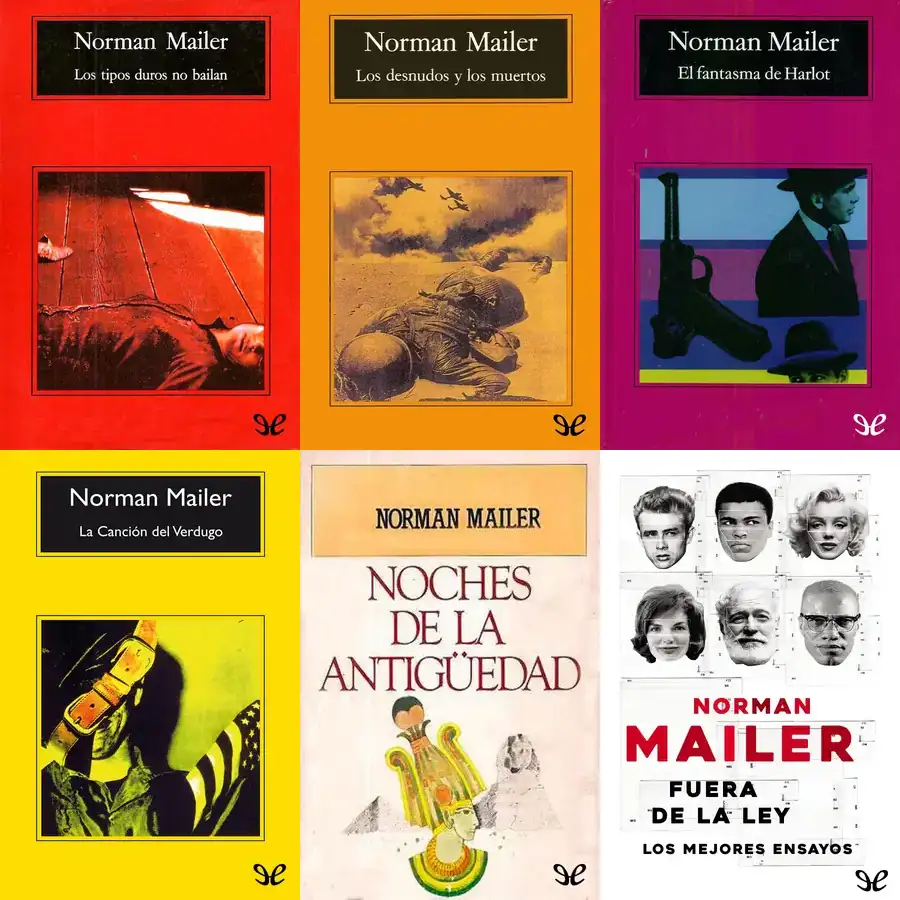 Norman Mailer
Los tipos duros no bailan
Norman Mailer
Los desnudos y los muertos
Norman Mailer
El fantasma de Harlot
Norman Mailer
La Canción del Verdugo
NORMAN MAILER
NOCHES
DE LA
ANTIGÜEDAD
NORMAN
MAILER
FUERA
DE LA LEY
LOS MEJORES ENSAYOS